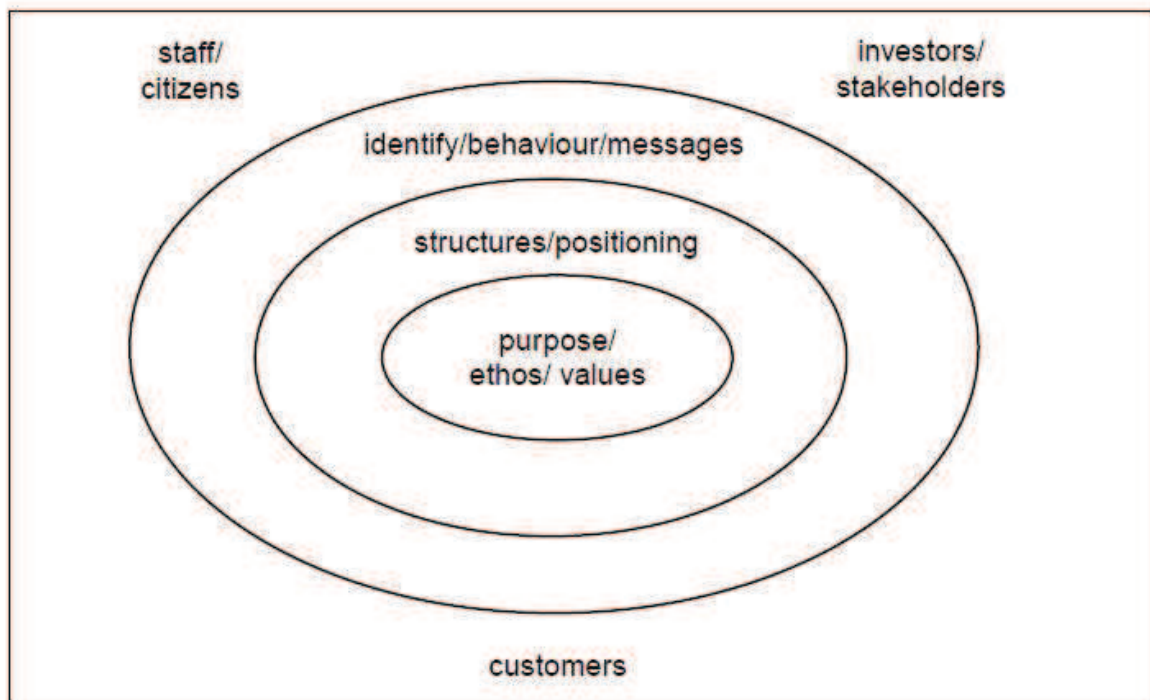 staff/
citizens
investors/
stakeholders
identify/behaviour/messages
structures/positioning
purpose/
ethos/ values
customers